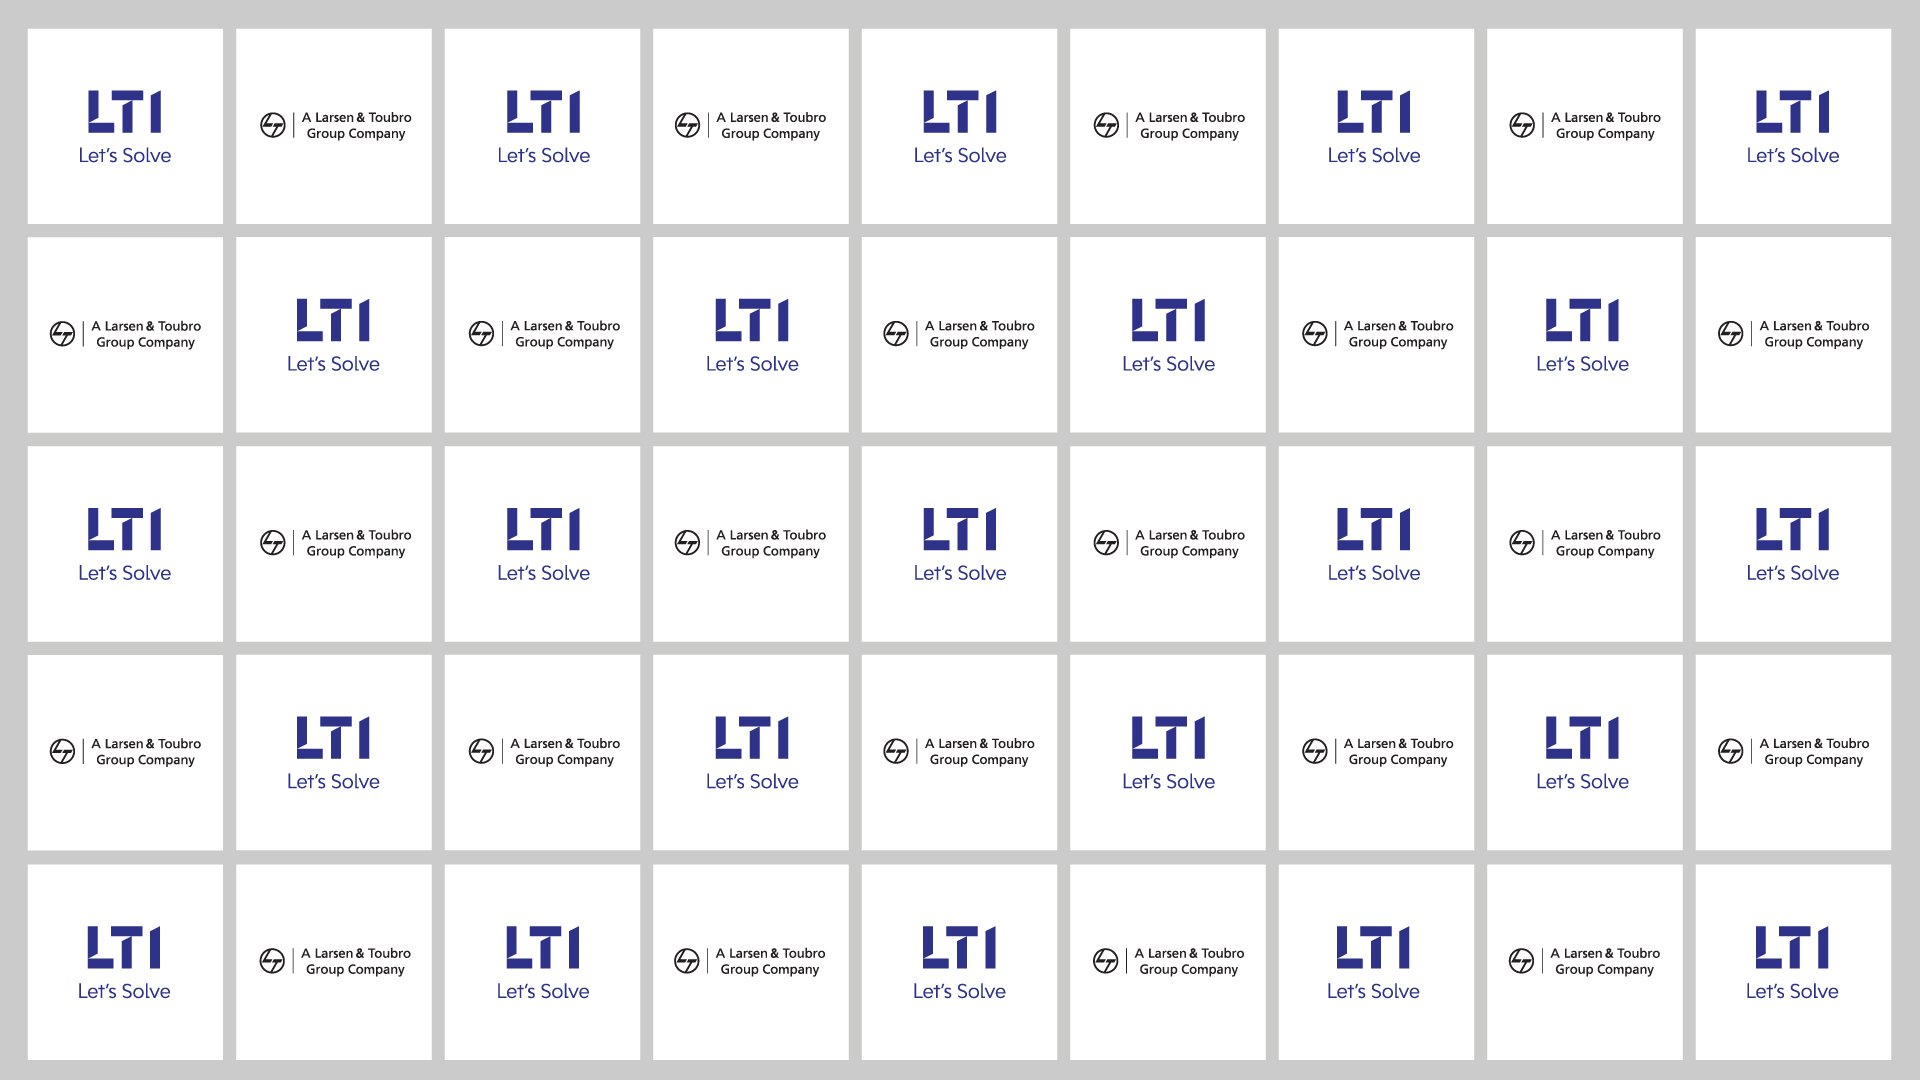 LTI
A Larsen & Toubro
Group Company
LTI
A Larsen & Toubro
Group Company
LTI
A Larsen & Toubro
Group Company
LTI
A Larsen & Toubro
Group Company
LTI
Let's Solve
Let's Solve
Let's Solve
Let's Solve
Let's Solve
A Larsen & Toubro
Group Company
LTI
Let's Solve
A Larsen & Toubro
Group Company
LTI
Let's Solve
A Larsen & Toubro
Group Company
LTI
Let's Solve
A Larsen & Toubro
Group Company
LTI
Let's Solve
A Larsen & Toubro
Group Company
LTI
Let's Solve
A Larsen & Toubro
Group Company
LTI
Let's Solve
A Larsen & Toubro
Group Company
LTI
Let's Solve
A Larsen & Toubro
Group Company
LTI
Let's Solve
A Larsen & Toubro
Group Company
LTI
Let's Solve
A Larsen & Toubro
Group Company
LTI
Let's Solve
A Larsen & Toubro
Group Company
LTI
Let's Solve
A Larsen & Toubro
Group Company
LTI
Let's Solve
A Larsen & Toubro
Group Company
LTI
Let's Solve
A Larsen & Toubro
Group Company
LTI
Let's Solve
A Larsen & Toubro
Group Company
LTI
Let's Solve
A Larsen & Toubro
Group Company
LTI
Let's Solve
A Larsen & Toubro
Group Company
LTI
Let's Solve
A Larsen & Toubro
Group Company
LTI
Let's Solve